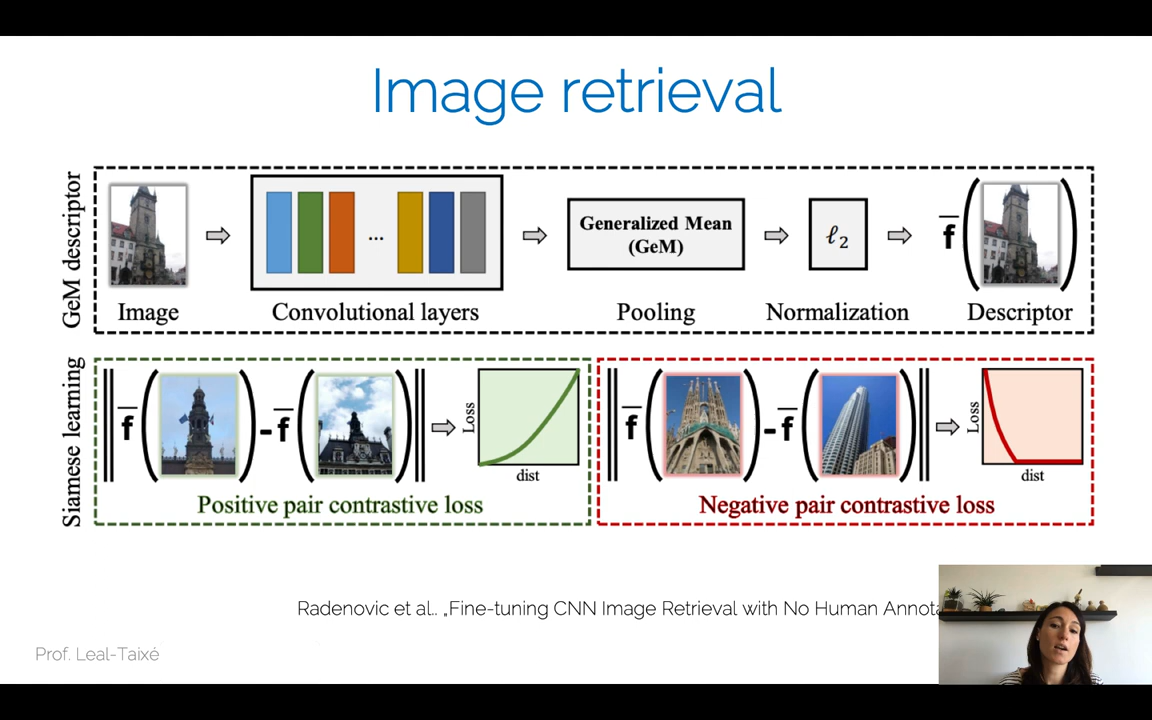 Image retrieval
GeM descriptor
...
Generalized Mean
(GeM)
ℓ2
f̅
Image
Convolutional layers
Pooling
Normalization
Descriptor
Siamese learning
f̅ - f̅
Loss
dist
Positive pair contrastive loss
f̅ - f̅
Loss
dist
Negative pair contrastive loss
Radenovic et al.. „Fine-tuning CNN Image Retrieval with No Human Annota
Prof. Leal-Taixé